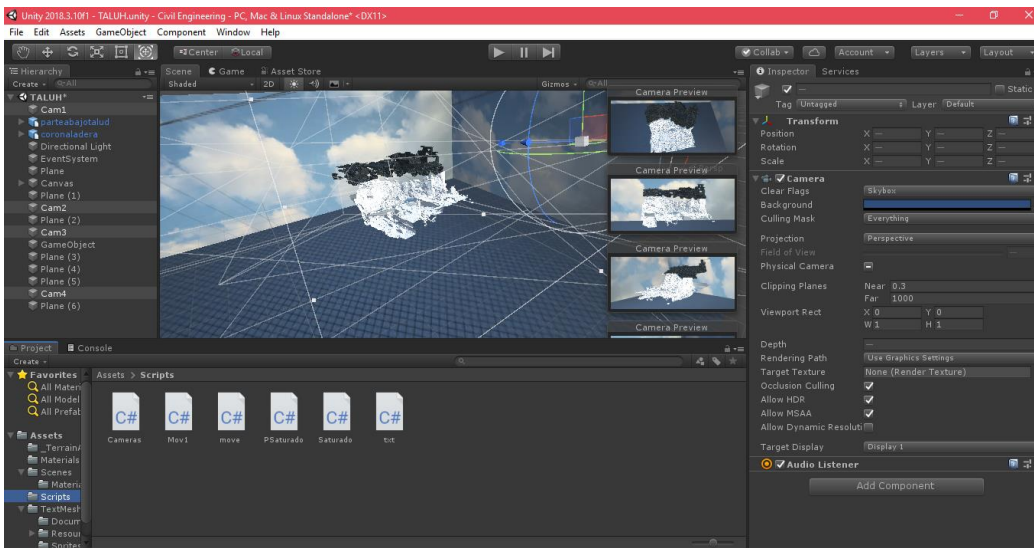 Unity 2018.3.10f1 - TALUH.unity - Civil Engineering - PC, Mac & Linux Standalone* <DX11>
File Edit Assets GameObject Component Window Help
Center Local Collab Account Layers Layout
Hierarchy
Create All
TALUH*
Cam1
parteabajotalud
coronaladera
Directional Light
EventSystem
Plane
Canvas
Plane (1)
Cam2
Plane (2)
Cam3
GameObject
Plane (3)
Plane (4)
Plane (5)
Cam4
Plane (6)
Scene Game Asset Store
Shaded 2D Gizmos All
Camera Preview
Camera Preview
Camera Preview
Camera Preview
Inspector Services
Static
Tag Untagged Layer Default
Transform
Position X — Y — Z —
Rotation X — Y — Z —
Scale X — Y — Z —
Camera
Clear Flags Skybox
Background
Culling Mask Everything
Projection Perspective
Field of View —
Physical Camera
Clipping Planes Near 0.3
Far 1000
Viewport Rect X 0 Y 0
W 1 H 1
Depth —
Rendering Path Use Graphics Settings
Target Texture None (Render Texture)
Occlusion Culling
Allow HDR
Allow MSAA
Allow Dynamic Resoluti
Target Display Display 1
Audio Listener
Add Component
Project Console
Create
Favorites
All Materi
All Model
All Prefab
Assets
_TerrainA
Materials
Scenes
Materia
Scripts
TextMesh
Docum
Resour
Sprites
Assets > Scripts
C# C# C# C# C# C#
Cameras Mov1 move PSaturado Saturado txt